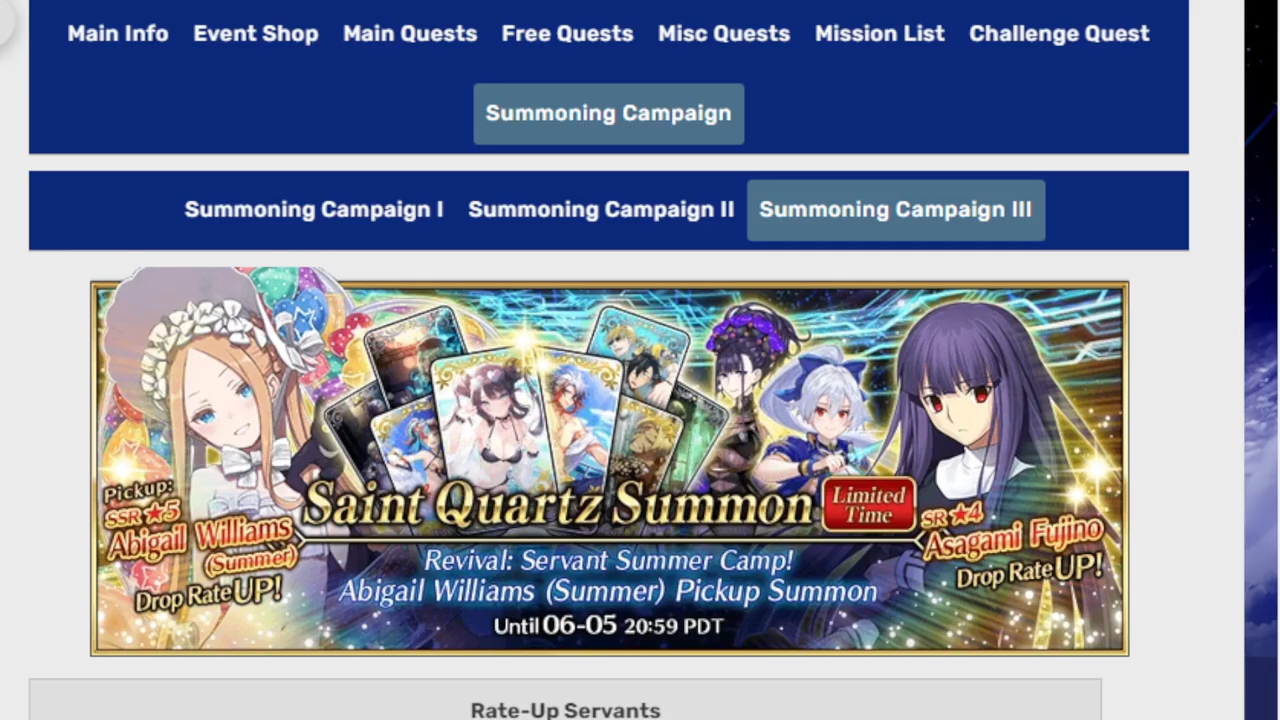 Main Info Event Shop Main Quests Free Quests Misc Quests Mission List Challenge Quest
Summoning Campaign
Summoning Campaign I Summoning Campaign II Summoning Campaign III
Pickup:
SSR ★5
Abigail Williams
(Summer)
Drop Rate UP!
Saint Quartz Summon
Limited
Time
Revival: Servant Summer Camp!
Abigail Williams (Summer) Pickup Summon
Until 06-05 20:59 PDT
SR ★4
Asagami Fujino
Drop Rate UP!
Rate-Up Servants